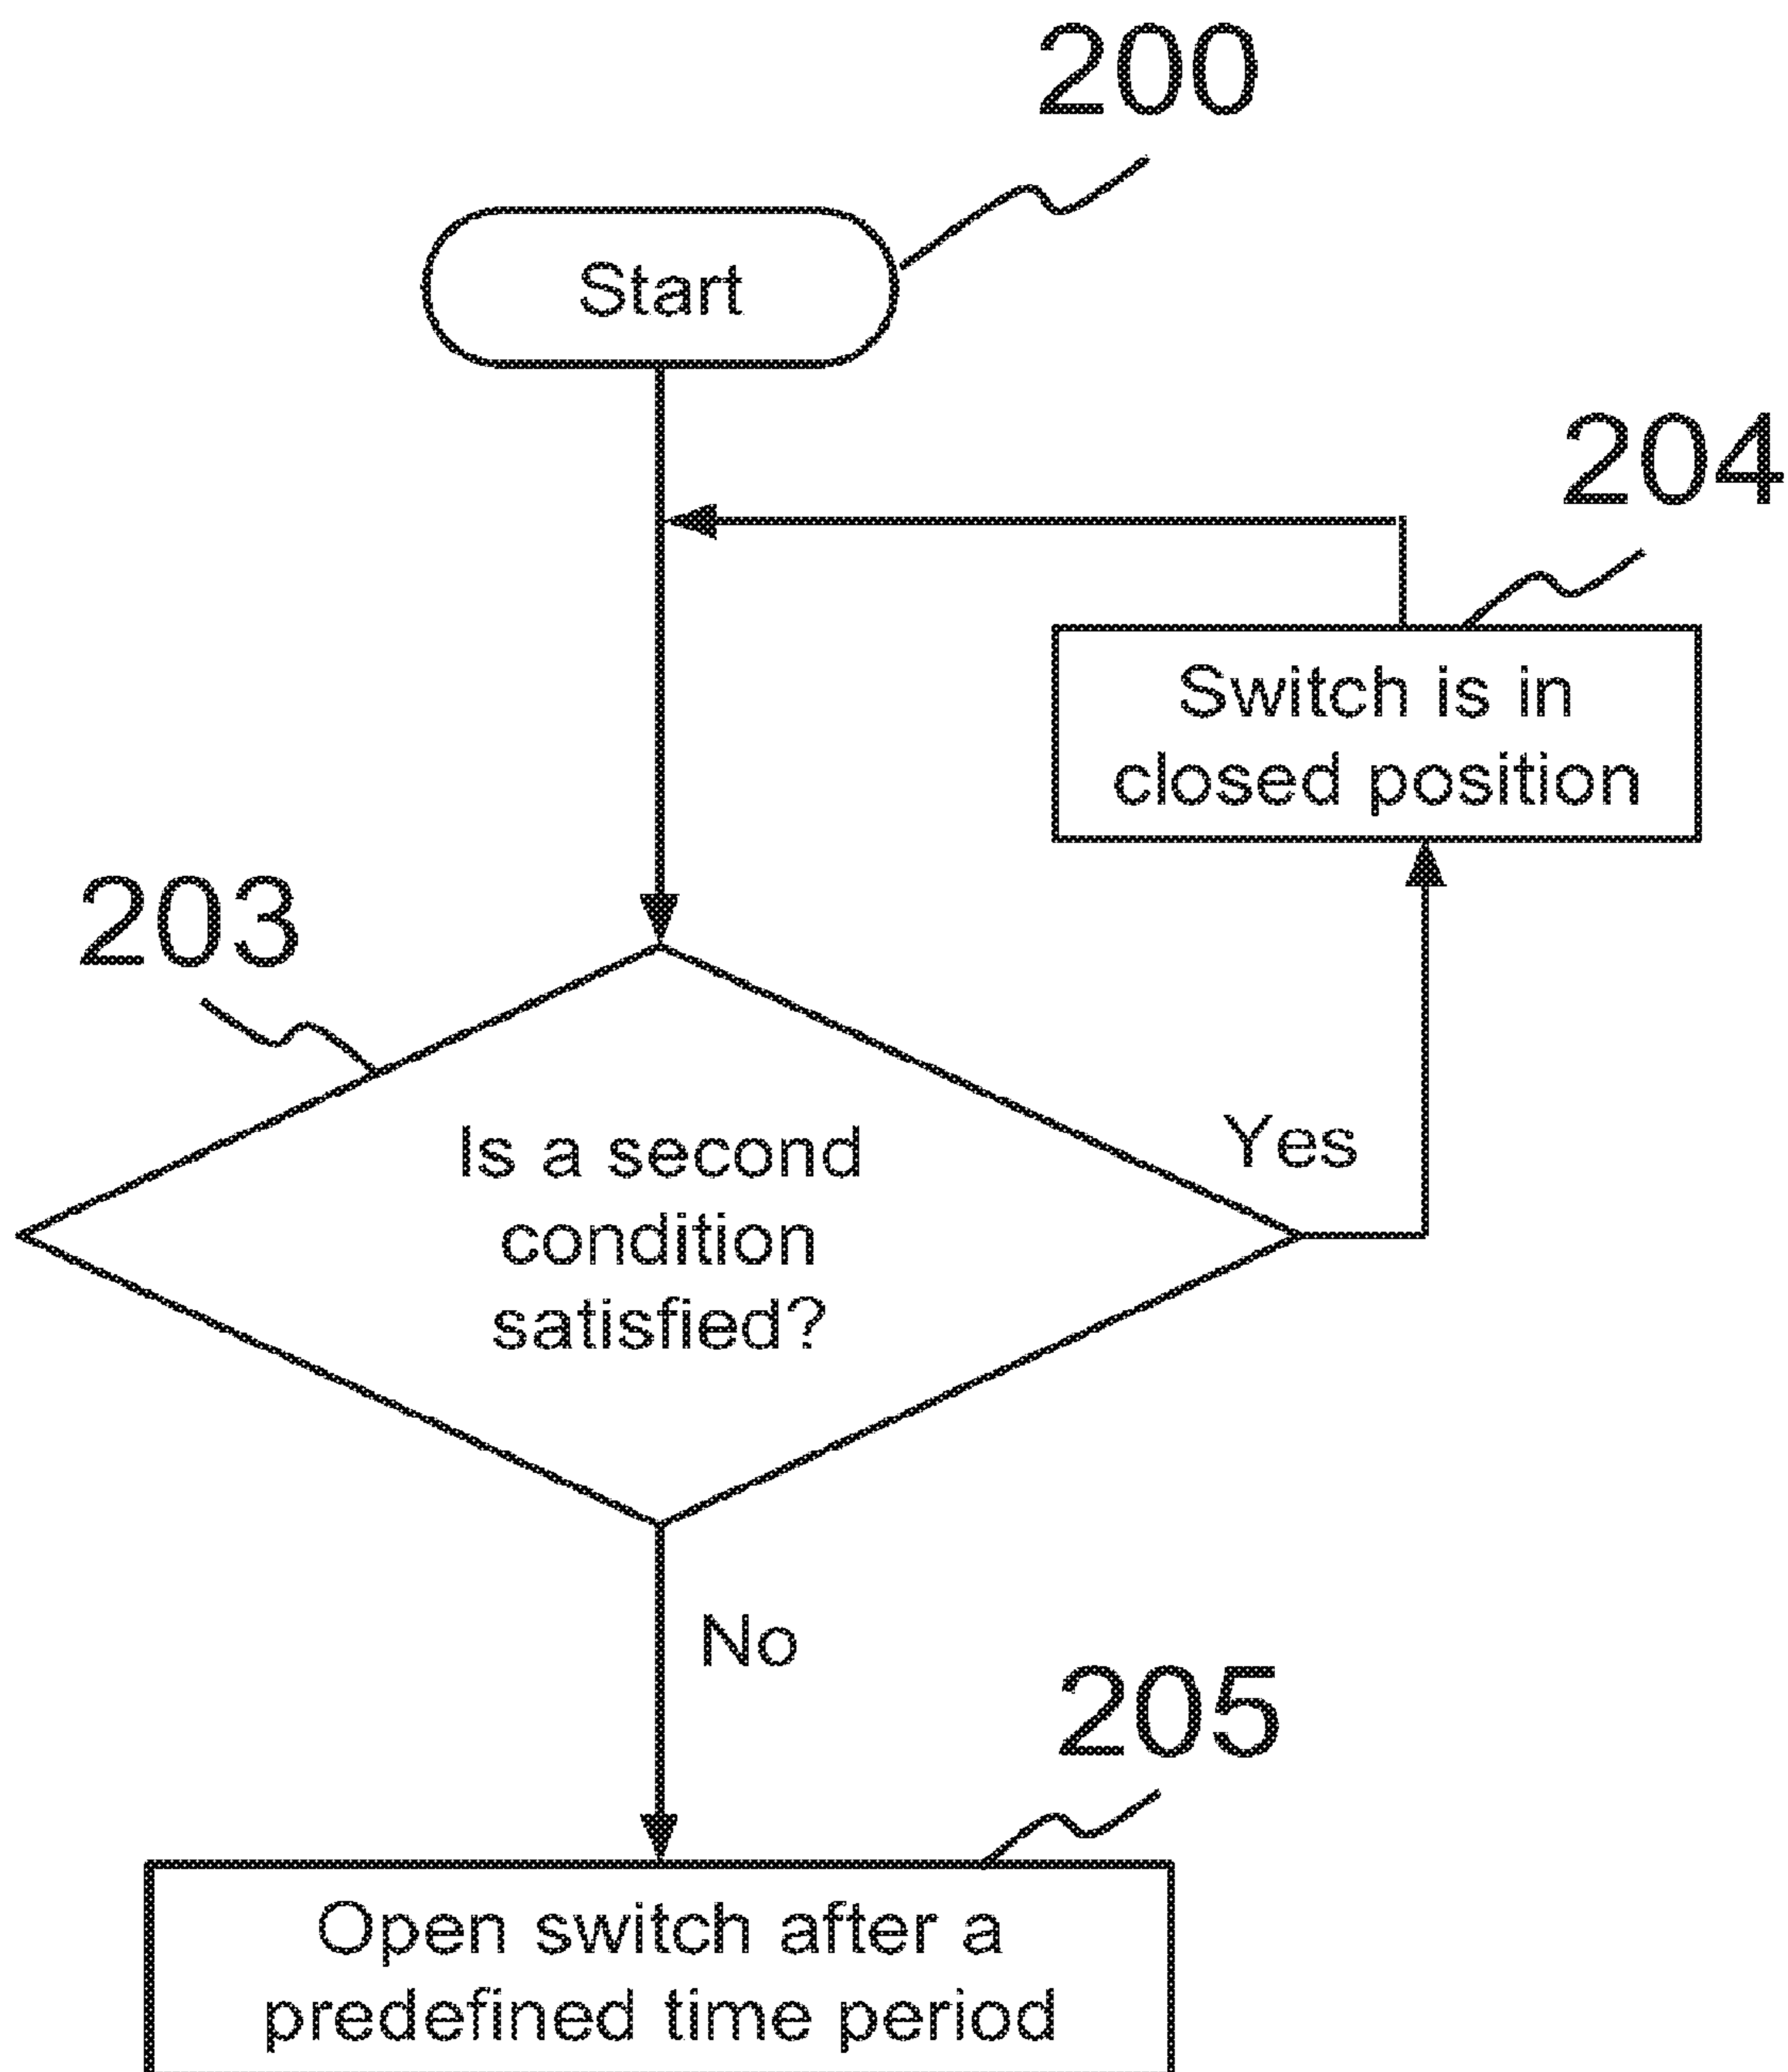 200
Start
204
Switch is in
closed position
203
Is a second
condition
satisfied?
Yes
No
205
Open switch after a
predefined time period